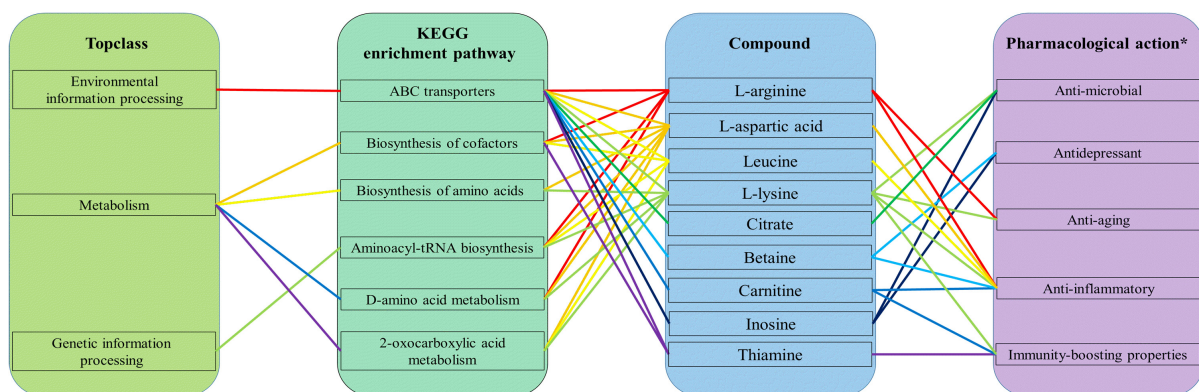 Topclass
Environmental
information processing
Metabolism
Genetic information
processing
KEGG
enrichment pathway
ABC transporters
Biosynthesis of cofactors
Biosynthesis of amino acids
Aminoacyl-tRNA biosynthesis
D-amino acid metabolism
2-oxocarboxylic acid
metabolism
Compound
L-arginine
L-aspartic acid
Leucine
L-lysine
Citrate
Betaine
Carnitine
Inosine
Thiamine
Pharmacological action*
Anti-microbial
Antidepressant
Anti-aging
Anti-inflammatory
Immunity-boosting properties